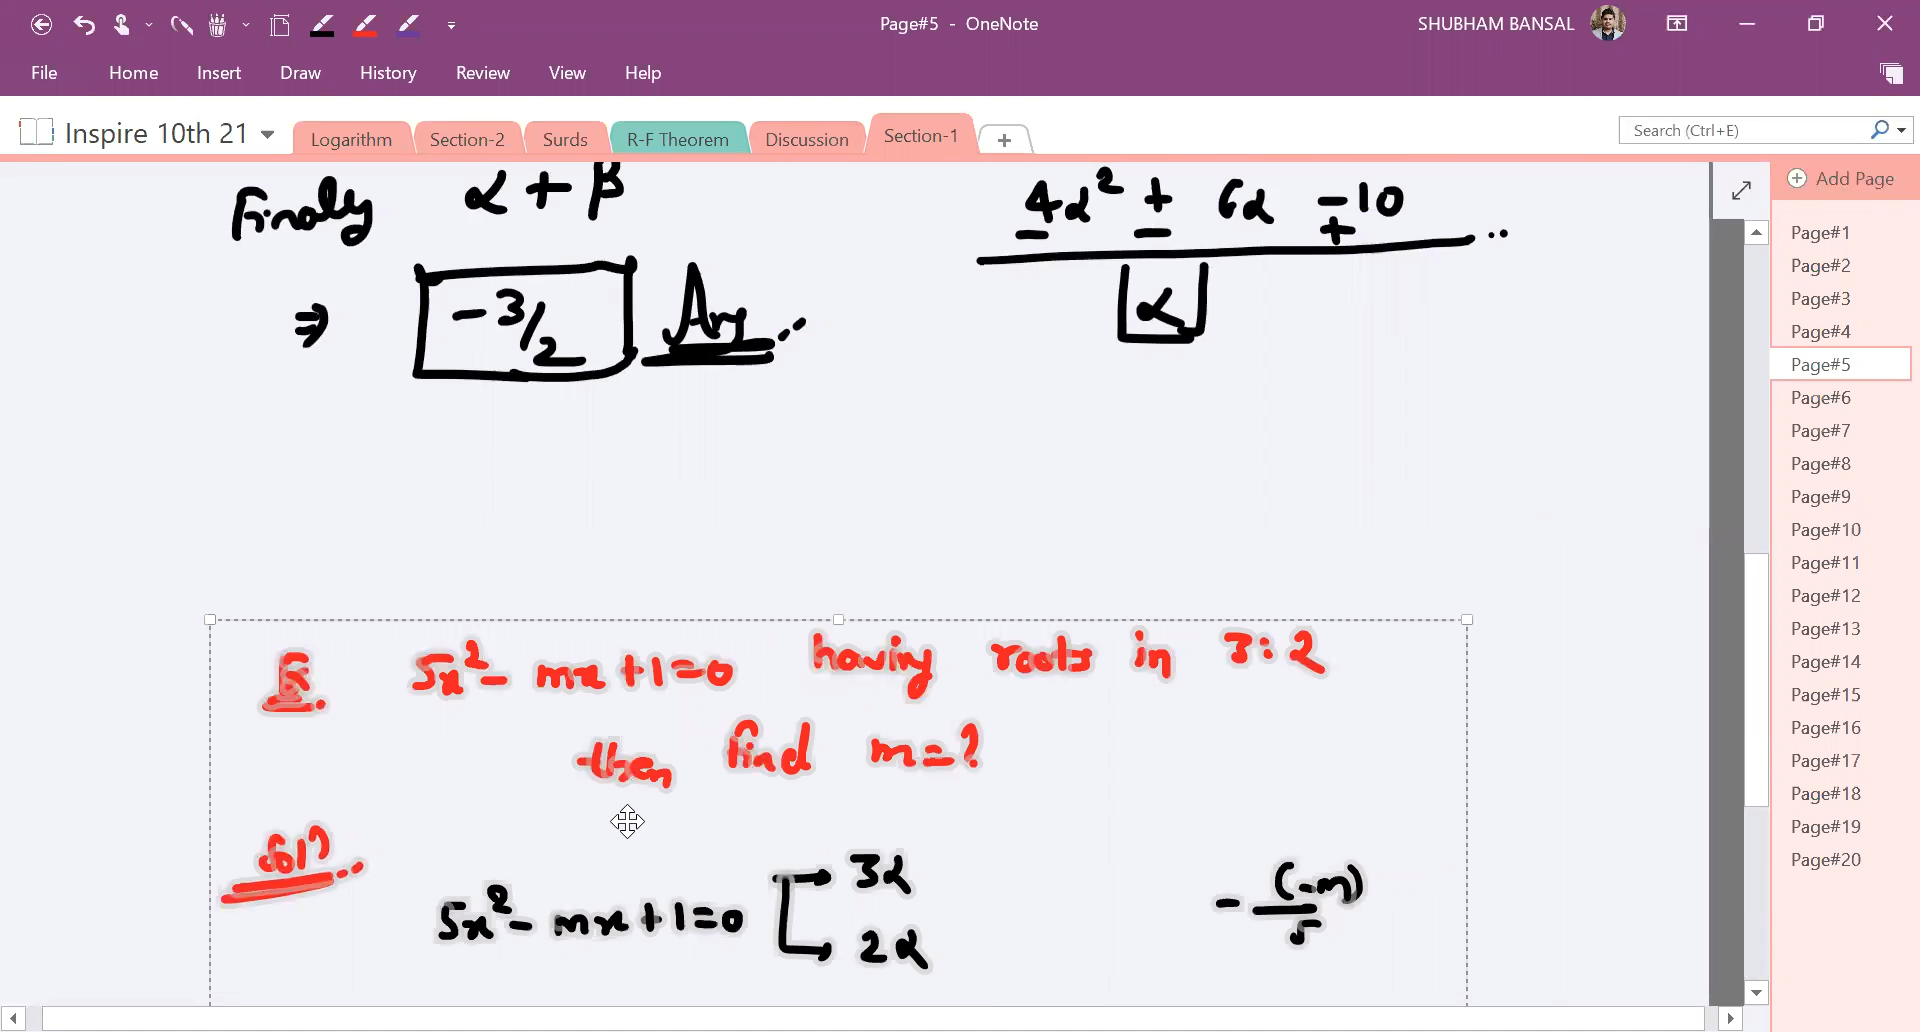 Page#5 - OneNote
SHUBHAM BANSAL
File Home Insert Draw History Review View Help
Inspire 10th 21
Logarithm Section-2 Surds R-F Theorem Discussion Section-1 +
Search (Ctrl+E)
Finally α + β
4α² + 6α -10
- - +
⇒ -3/2 Ans
α
5x² - mx +1=0 having roots in 3:2
then find m=?
Solⁿ
5x² - mx +1=0
3α
2α
- (-m)/5
Add Page
Page#1
Page#2
Page#3
Page#4
Page#5
Page#6
Page#7
Page#8
Page#9
Page#10
Page#11
Page#12
Page#13
Page#14
Page#15
Page#16
Page#17
Page#18
Page#19
Page#20